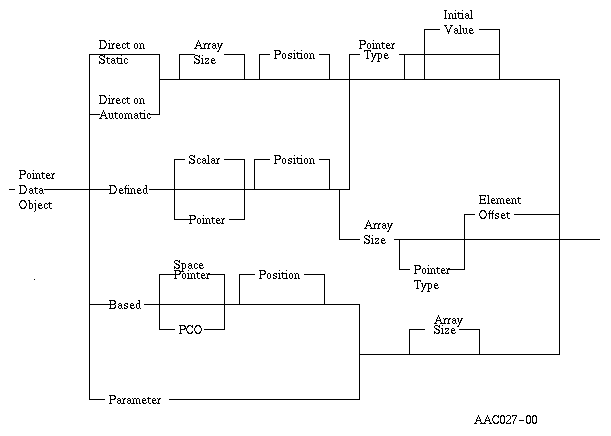 Initial
Value
Direct on
Static
Array
Size
Position
Pointer
Type
Direct on
Automatic
Pointer
Data
Object
Defined
Scalar
Pointer
Position
Array
Size
Pointer
Type
Element
Offset
Based
Space
Pointer
PCO
Position
Array
Size
Parameter
AAC027-00